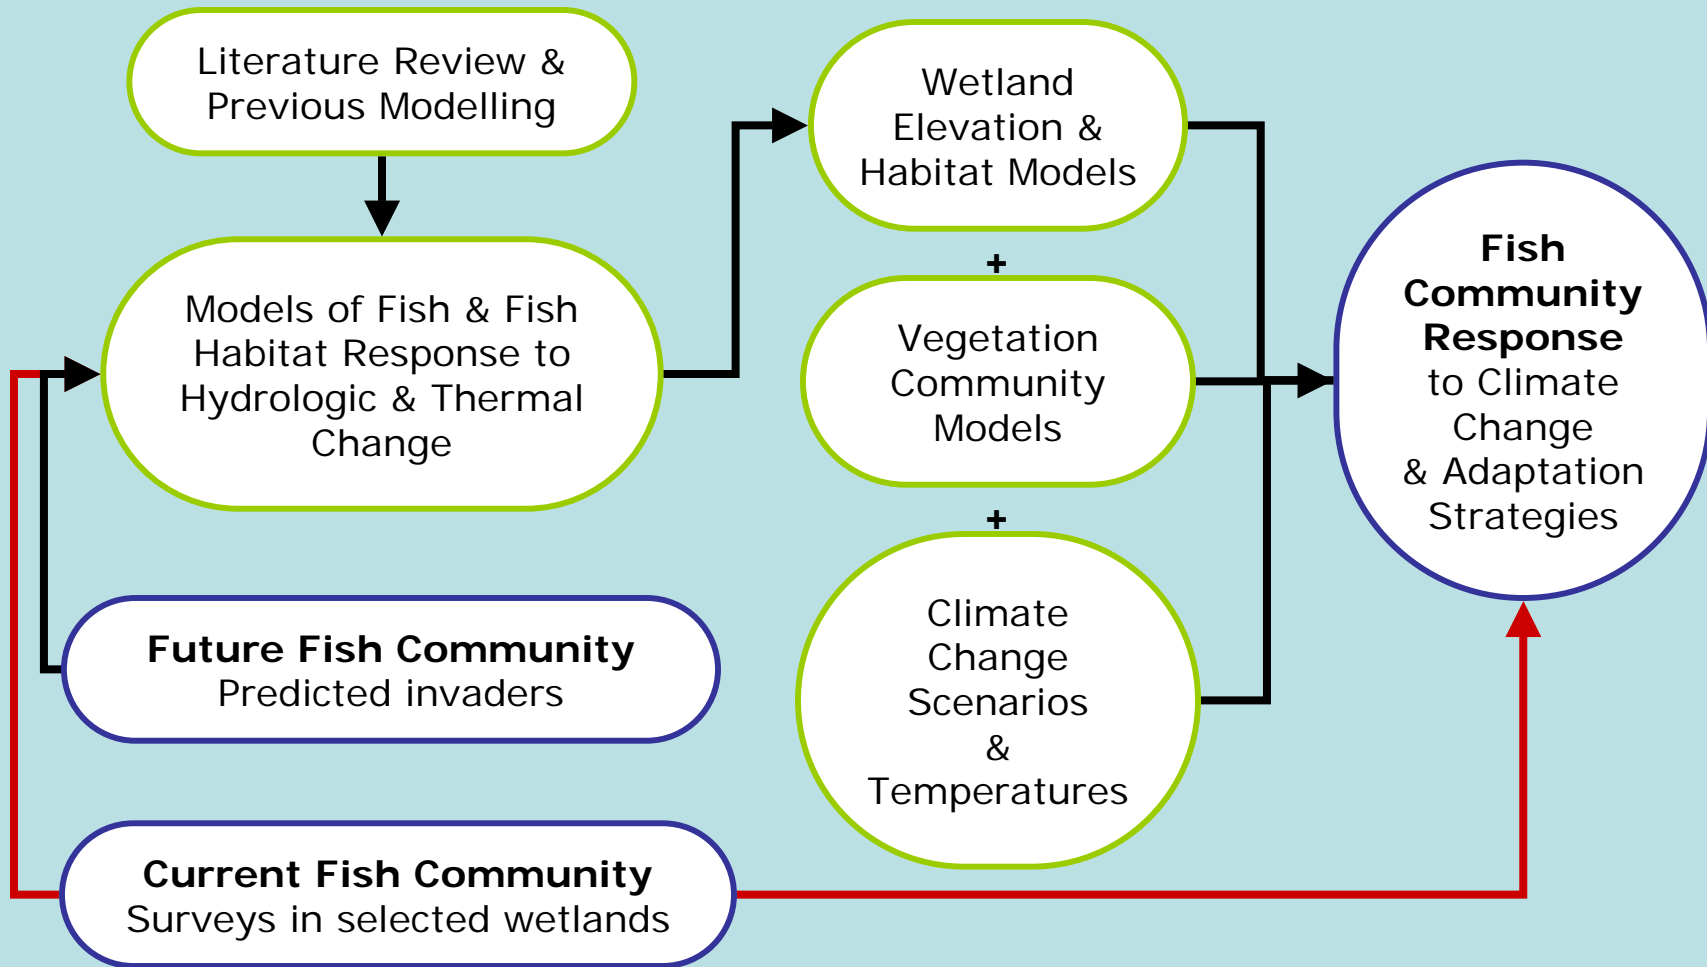 Literature Review &
Previous Modelling
Models of Fish & Fish
Habitat Response to
Hydrologic & Thermal
Change
Future Fish Community
Predicted invaders
Current Fish Community
Surveys in selected wetlands
Wetland
Elevation &
Habitat Models
+
Vegetation
Community
Models
+
Climate
Change
Scenarios
&
Temperatures
Fish
Community
Response
to Climate
Change
& Adaptation
Strategies